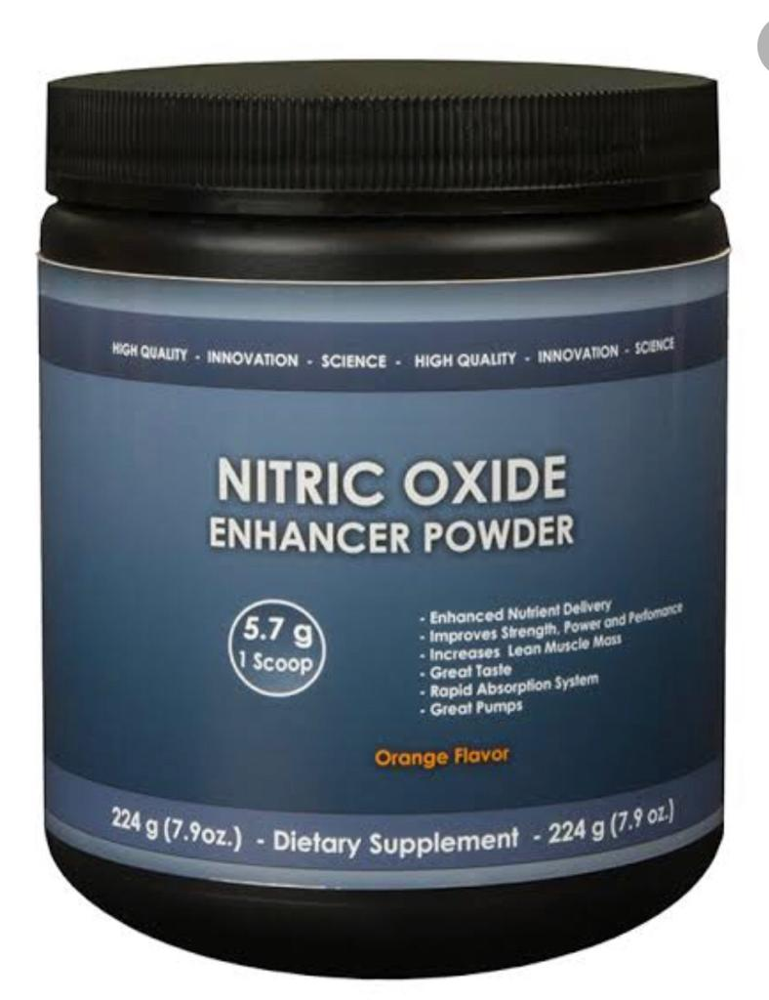 HIGH QUALITY - INNOVATION - SCIENCE - HIGH QUALITY - INNOVATION - SCIENCE
NITRIC OXIDE
ENHANCER POWDER
5.7 g
1 Scoop
- Enhanced Nutrient Delivery
- Improves Strength, Power and Perfomance
- Increases Lean Muscle Mass
- Great Taste
- Rapid Absorption System
- Great Pumps
Orange Flavor
224 g (7.9oz.) - Dietary Supplement - 224 g (7.9 oz.)